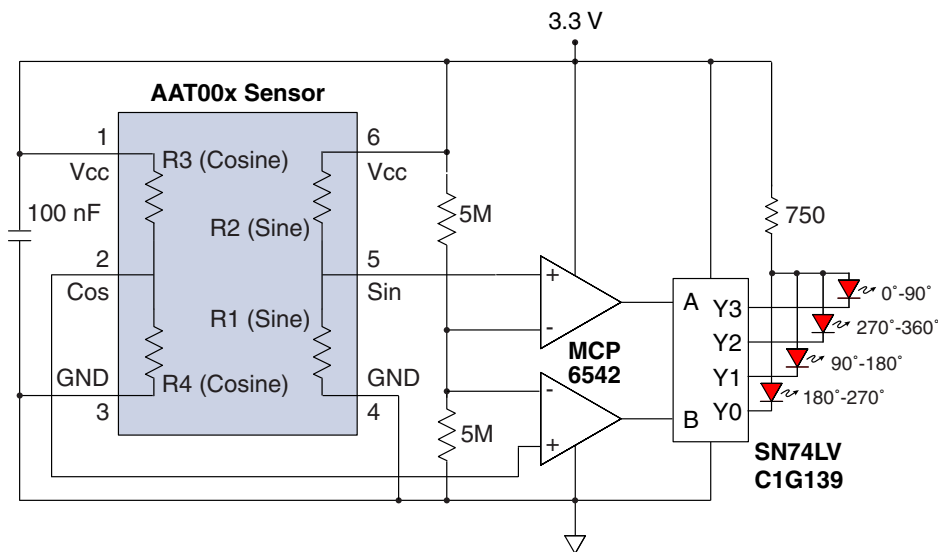 3.3 V
AAT00x Sensor
1
Vcc
R3 (Cosine)
6
Vcc
100 nF
5M
750
R2 (Sine)
2
Cos
5
Sin
+
-
A
Y3
0˚-90˚
R1 (Sine)
Y2
270˚-360˚
MCP
6542
Y1
90˚-180˚
GND
3
R4 (Cosine)
GND
4
-
+
5M
B
Y0
180˚-270˚
SN74LV
C1G139